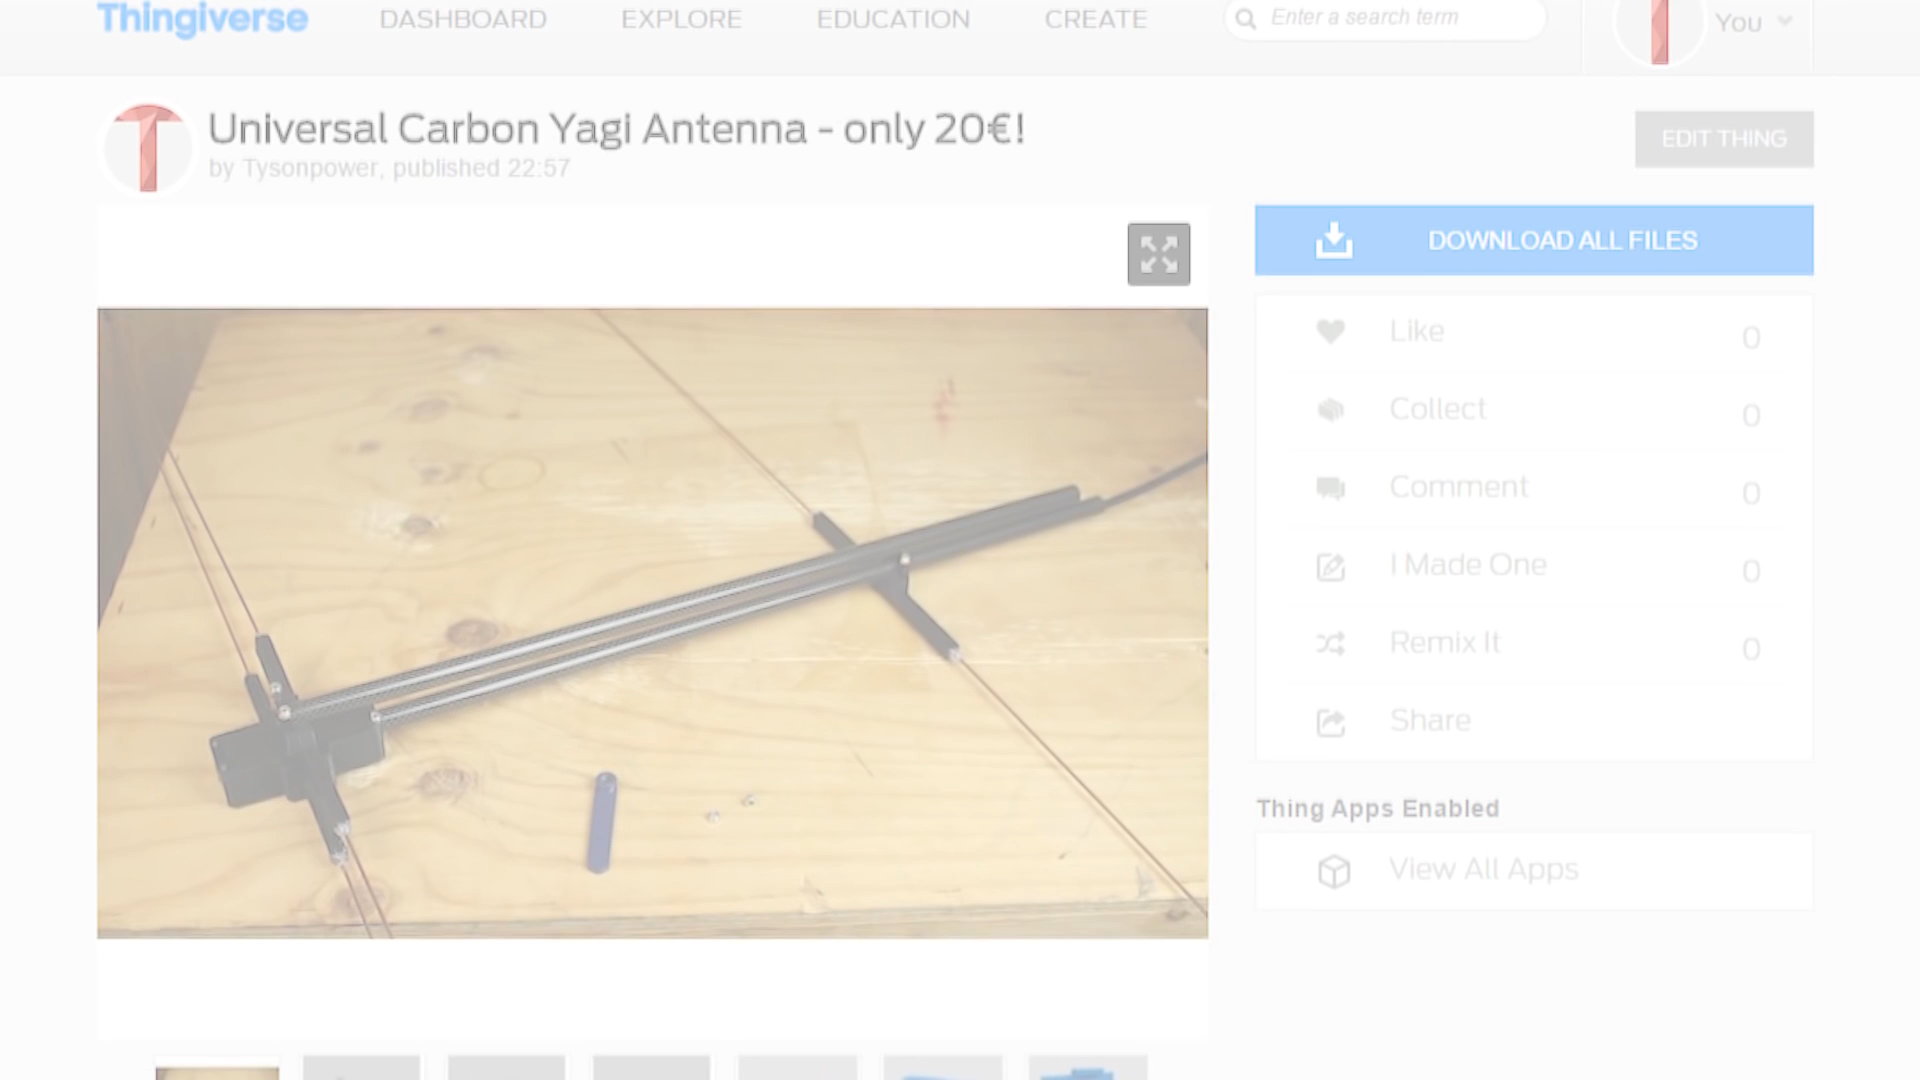 Thingiverse DASHBOARD EXPLORE EDUCATION CREATE Enter a search term You
Universal Carbon Yagi Antenna - only 20€!
by Tysonpower, published 22:57
EDIT THING
DOWNLOAD ALL FILES
Like 0
Collect 0
Comment 0
I Made One 0
Remix It 0
Share
Thing Apps Enabled
View All Apps